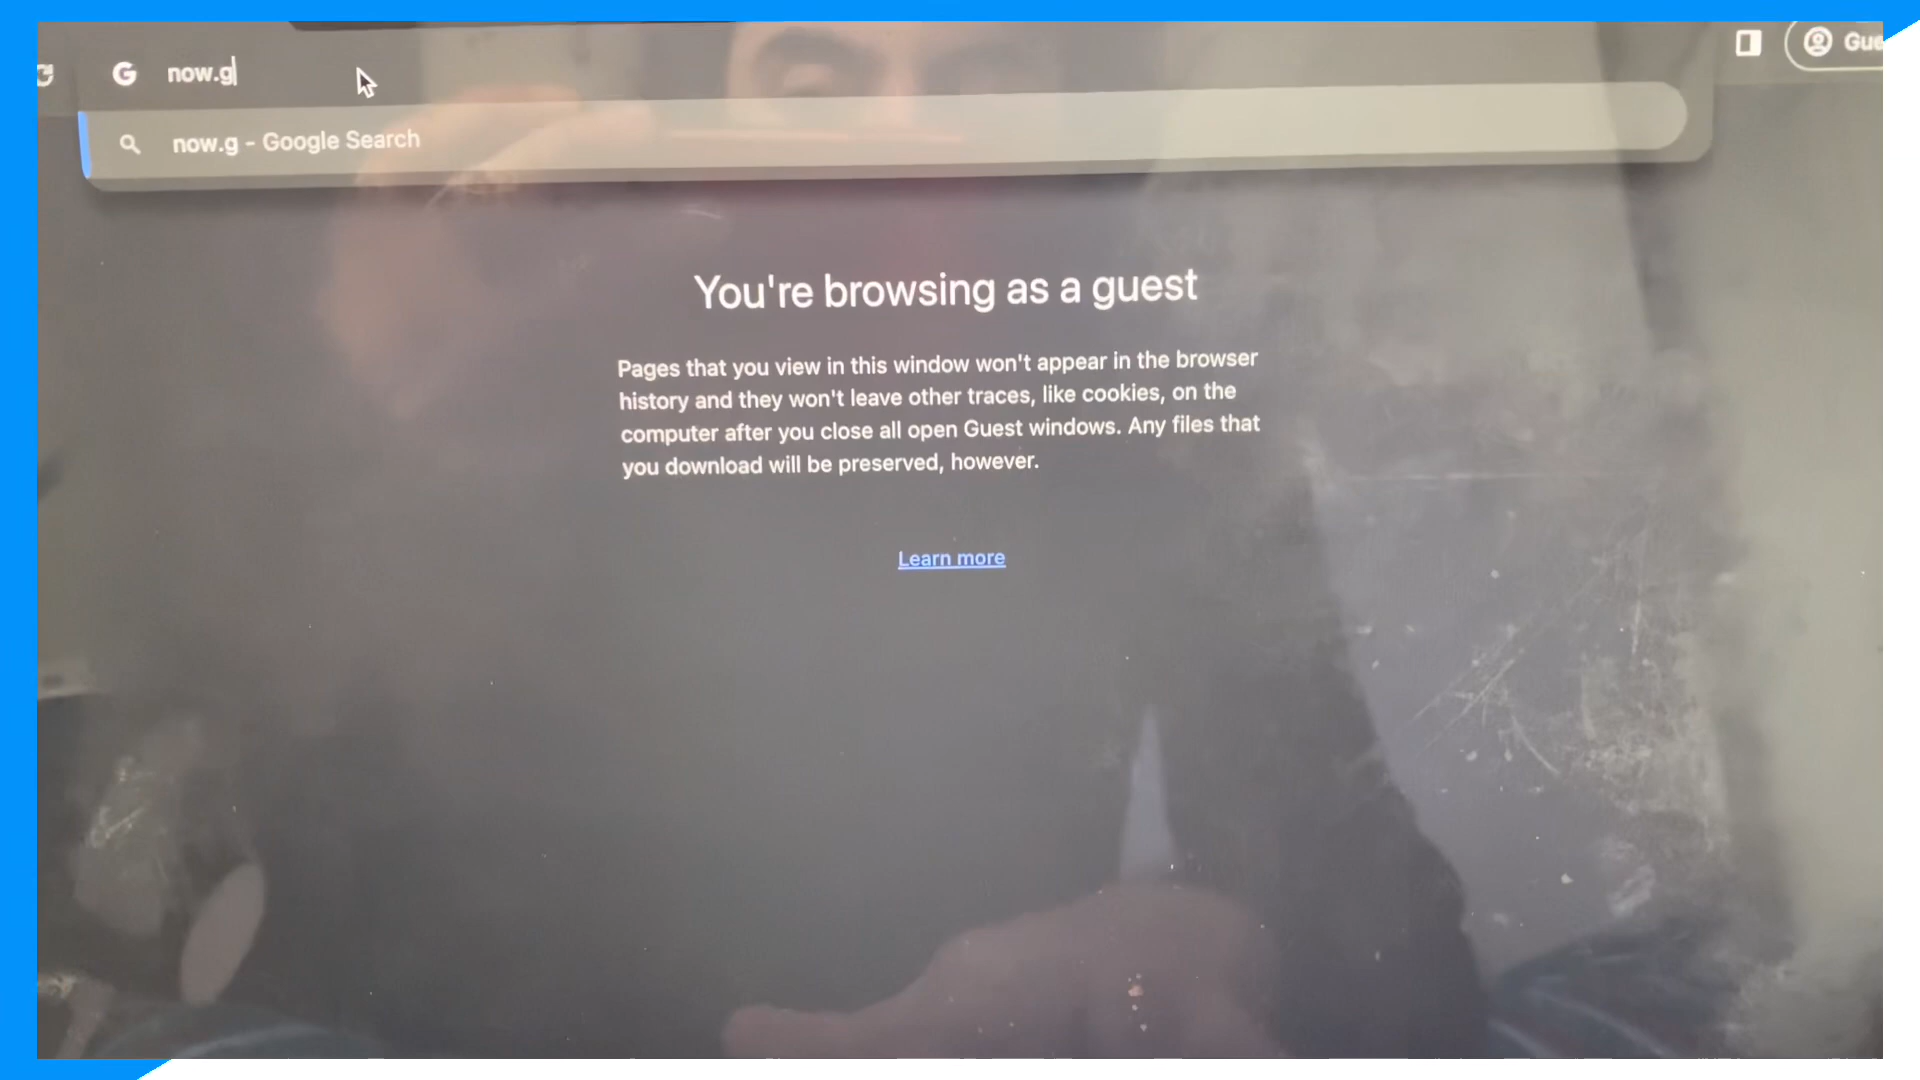 now.g
Gue
now.g - Google Search
You're browsing as a guest
Pages that you view in this window won't appear in the browser
history and they won't leave other traces, like cookies, on the
computer after you close all open Guest windows. Any files that
you download will be preserved, however.
Learn more